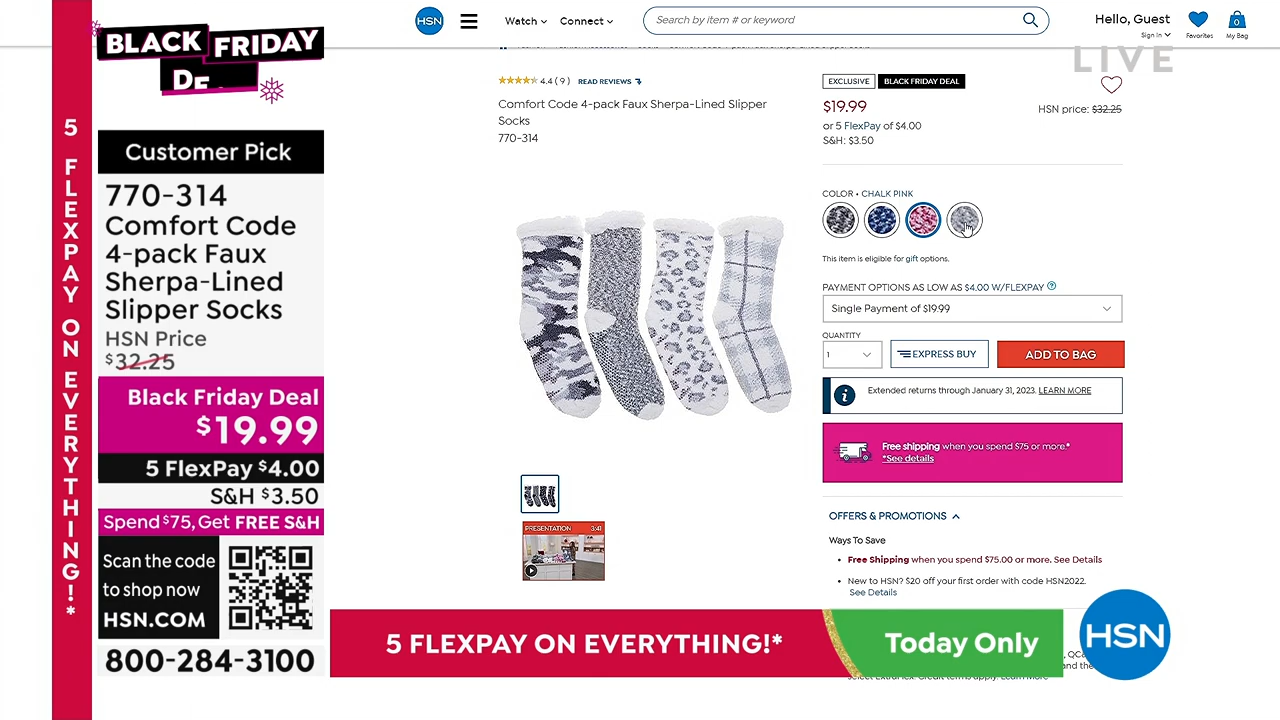 5 FLEXPAY ON EVERYTHING!*
BLACK FRIDAY
Customer Pick
770-314
Comfort Code
4-pack Faux
Sherpa-Lined
Slipper Socks
HSN Price
$32.25
Black Friday Deal
$19.99
5 FlexPay $4.00
S&H $3.50
Spend $75, Get FREE S&H
Scan the code
to shop now
HSN.COM
800-284-3100
HSN
Watch
Connect
Search by item # or keyword
Hello, Guest
Sign In
Favorites
0
My Bag
LIVE
4.4 ( 9 ) READ REVIEWS
Comfort Code 4-pack Faux Sherpa-Lined Slipper
Socks
770-314
EXCLUSIVE BLACK FRIDAY DEAL
$19.99
HSN price: $32.25
or 5 FlexPay of $4.00
S&H: $3.50
COLOR • CHALK PINK
This item is eligible for gift options.
PAYMENT OPTIONS AS LOW AS $4.00 W/FLEXPAY ?
Single Payment of $19.99
QUANTITY
1
EXPRESS BUY
ADD TO BAG
i
Extended returns through January 31, 2023. LEARN MORE
Free shipping when you spend $75 or more.*
*See details
PRESENTATION 3:41
OFFERS & PROMOTIONS
Ways To Save
• Free Shipping when you spend $75.00 or more. See Details
• New to HSN? $20 off your first order with code HSN2022.
See Details
5 FLEXPAY ON EVERYTHING!*
Today Only
HSN